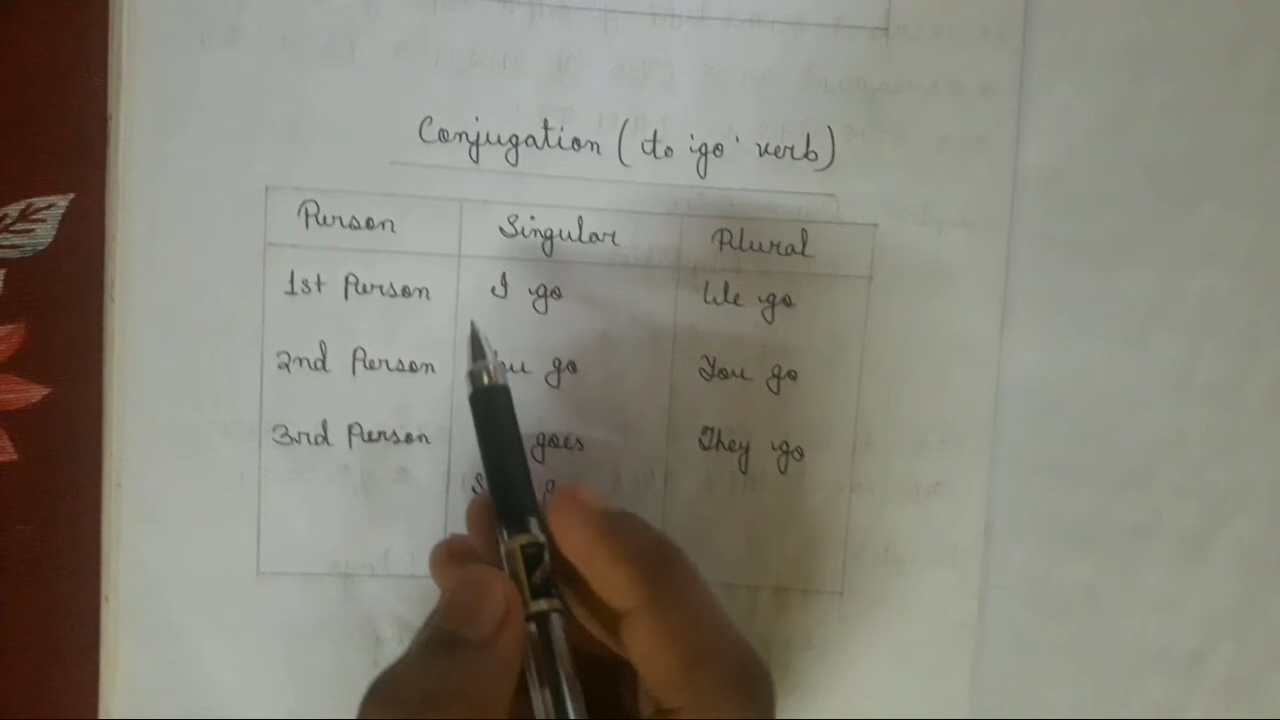 Conjugation (to 'go' verb)
Person Singular Plural
1st Person I go We go
2nd Person go You go
3rd Person goes They go